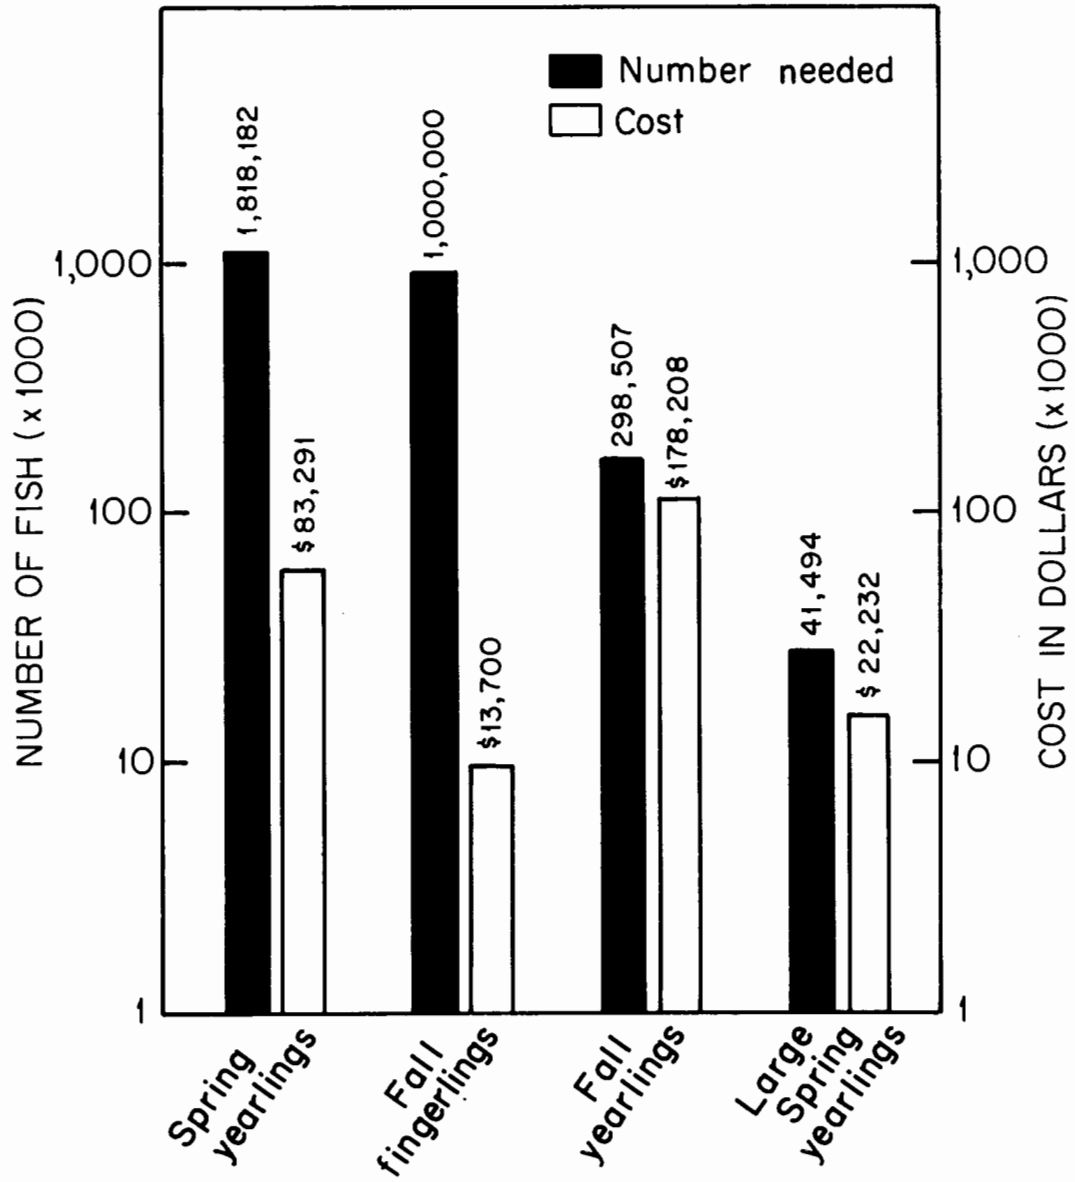 Number needed
Cost
1,818,182
$83,291
1,000,000
$13,700
298,507
$178,208
41,494
$22,232
NUMBER OF FISH (x 1000)
1,000
100
10
1
COST IN DOLLARS (x 1000)
1,000
100
10
1
Spring
yearlings
Fall
fingerlings
Fall
yearlings
Large
Spring
yearlings